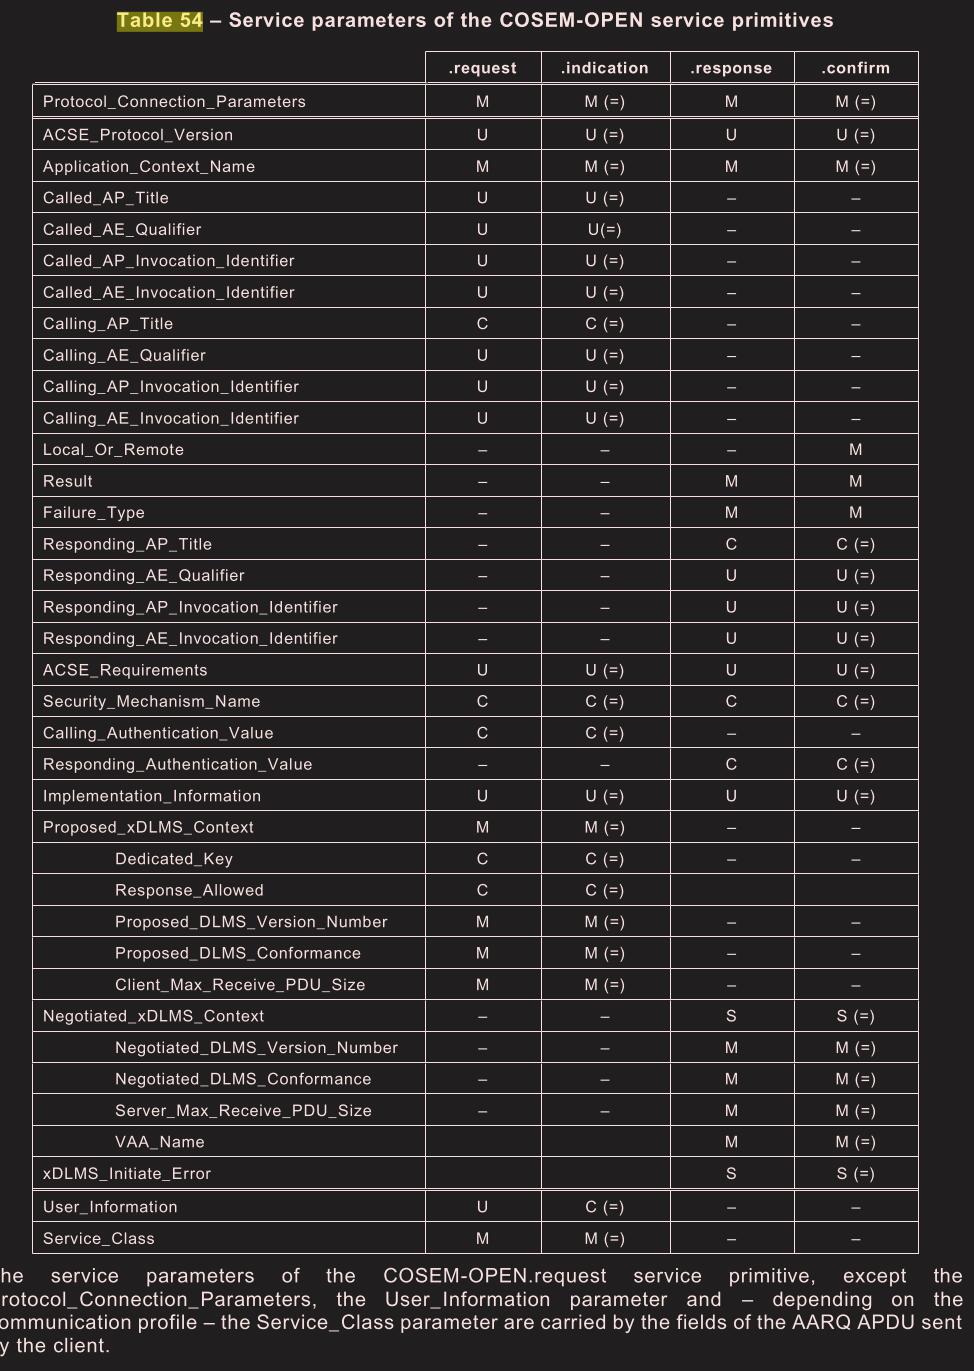 Table 54 – Service parameters of the COSEM-OPEN service primitives
.request .indication .response .confirm
Protocol_Connection_Parameters M M (=) M M (=)
ACSE_Protocol_Version U U (=) U U (=)
Application_Context_Name M M (=) M M (=)
Called_AP_Title U U (=) – –
Called_AE_Qualifier U U(=) – –
Called_AP_Invocation_Identifier U U (=) – –
Called_AE_Invocation_Identifier U U (=) – –
Calling_AP_Title C C (=) – –
Calling_AE_Qualifier U U (=) – –
Calling_AP_Invocation_Identifier U U (=) – –
Calling_AE_Invocation_Identifier U U (=) – –
Local_Or_Remote – – – M
Result – – M M
Failure_Type – – M M
Responding_AP_Title – – C C (=)
Responding_AE_Qualifier – – U U (=)
Responding_AP_Invocation_Identifier – – U U (=)
Responding_AE_Invocation_Identifier – – U U (=)
ACSE_Requirements U U (=) U U (=)
Security_Mechanism_Name C C (=) C C (=)
Calling_Authentication_Value C C (=) – –
Responding_Authentication_Value – – C C (=)
Implementation_Information U U (=) U U (=)
Proposed_xDLMS_Context M M (=) – –
Dedicated_Key C C (=) – –
Response_Allowed C C (=)
Proposed_DLMS_Version_Number M M (=) – –
Proposed_DLMS_Conformance M M (=) – –
Client_Max_Receive_PDU_Size M M (=) – –
Negotiated_xDLMS_Context – – S S (=)
Negotiated_DLMS_Version_Number – – M M (=)
Negotiated_DLMS_Conformance – – M M (=)
Server_Max_Receive_PDU_Size – – M M (=)
VAA_Name M M (=)
xDLMS_Initiate_Error S S (=)
User_Information U C (=) – –
Service_Class M M (=) – –
he service parameters of the COSEM-OPEN.request service primitive, except the
rotocol_Connection_Parameters, the User_Information parameter and – depending on the
ommunication profile – the Service_Class parameter are carried by the fields of the AARQ APDU sent
y the client.